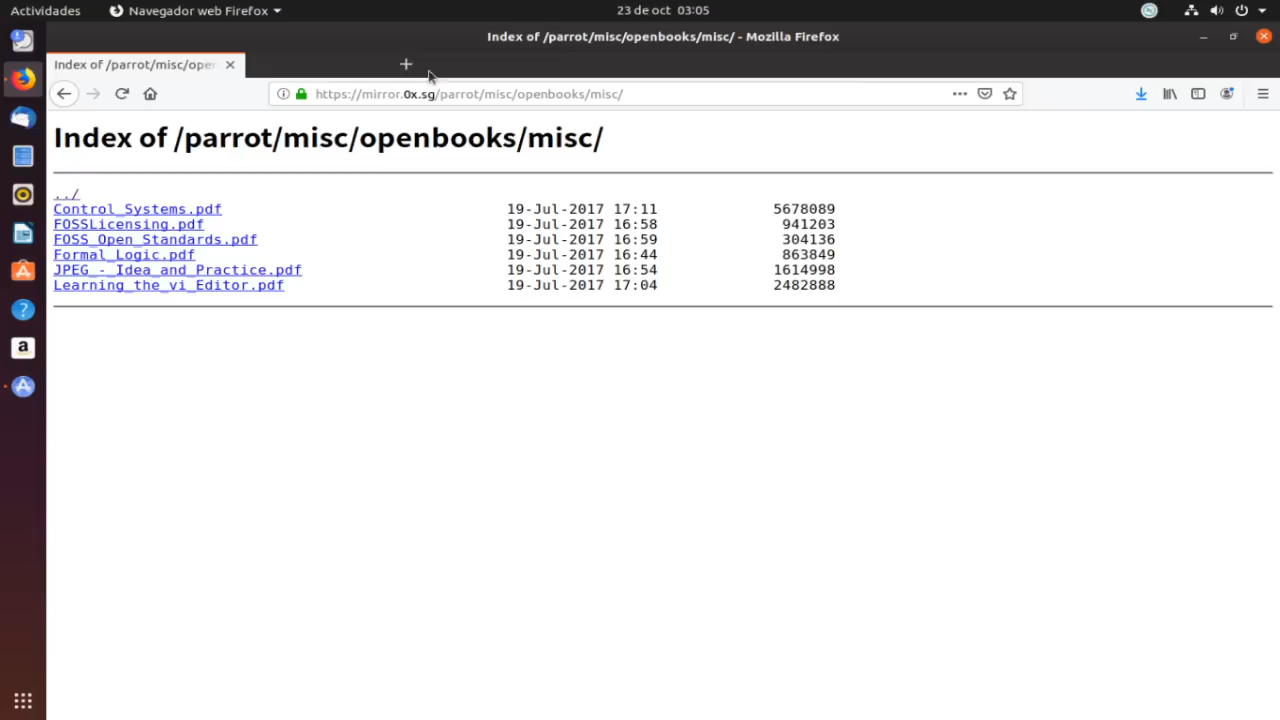 Actividades Navegador web Firefox 23 de oct 03:05
Index of /parrot/misc/openbooks/misc/ - Mozilla Firefox
Index of /parrot/misc/open
https://mirror.0x.sg/parrot/misc/openbooks/misc/
Index of /parrot/misc/openbooks/misc/
../
Control_Systems.pdf 19-Jul-2017 17:11 5678089
FOSSLicensing.pdf 19-Jul-2017 16:58 941203
FOSS_Open_Standards.pdf 19-Jul-2017 16:59 304136
Formal_Logic.pdf 19-Jul-2017 16:44 863849
JPEG_-_Idea_and_Practice.pdf 19-Jul-2017 16:54 1614998
Learning_the_vi_Editor.pdf 19-Jul-2017 17:04 2482888